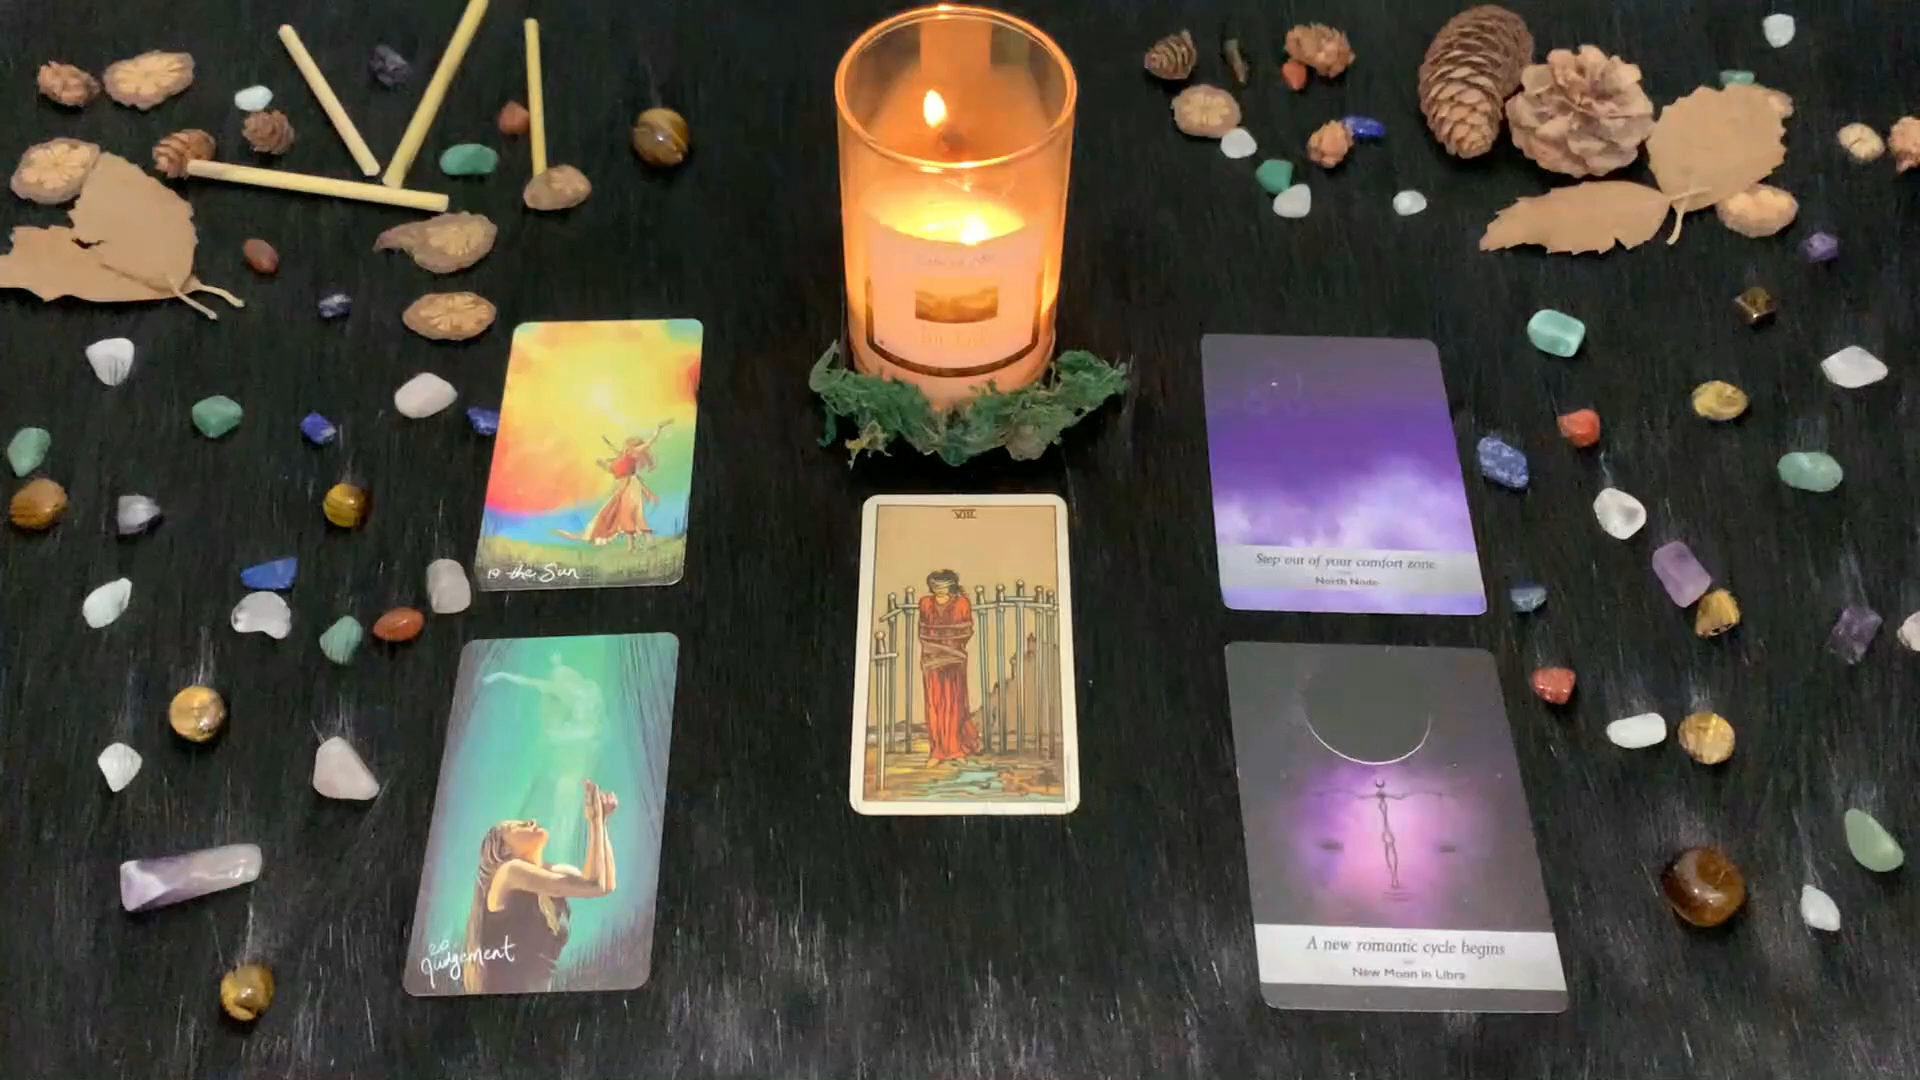 19 the Sun
20
Judgement
VIII
Step out of your comfort zone
North Node
A new romantic cycle begins
New Moon in Libra